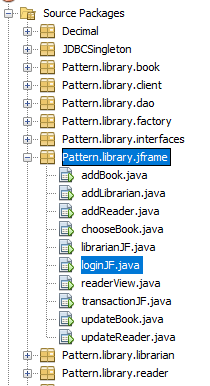 Source Packages
Decimal
JDBCSingleton
Pattern.library.book
Pattern.library.client
Pattern.library.dao
Pattern.library.factory
Pattern.library.interfaces
Pattern.library.jframe
addBook.java
addLibrarian.java
addReader.java
chooseBook.java
librarianJF.java
loginJF.java
readerView.java
transactionJF.java
updateBook.java
updateReader.java
Pattern.library.librarian
Pattern.library.reader